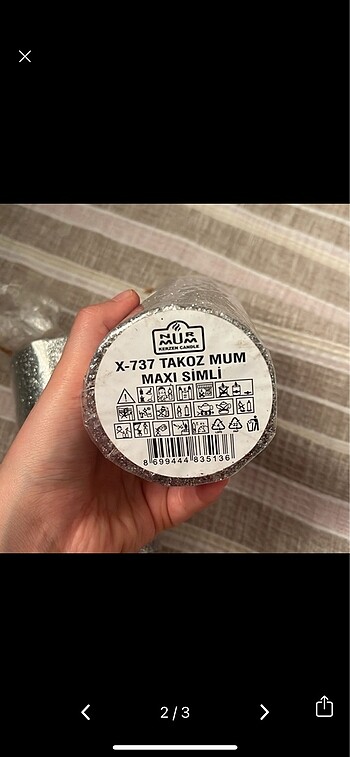 NUR
MUM
KERZEN CANDLE
X-737 TAKOZ MUM
MAXI SİMLİ
8 699444 835136
2 / 3